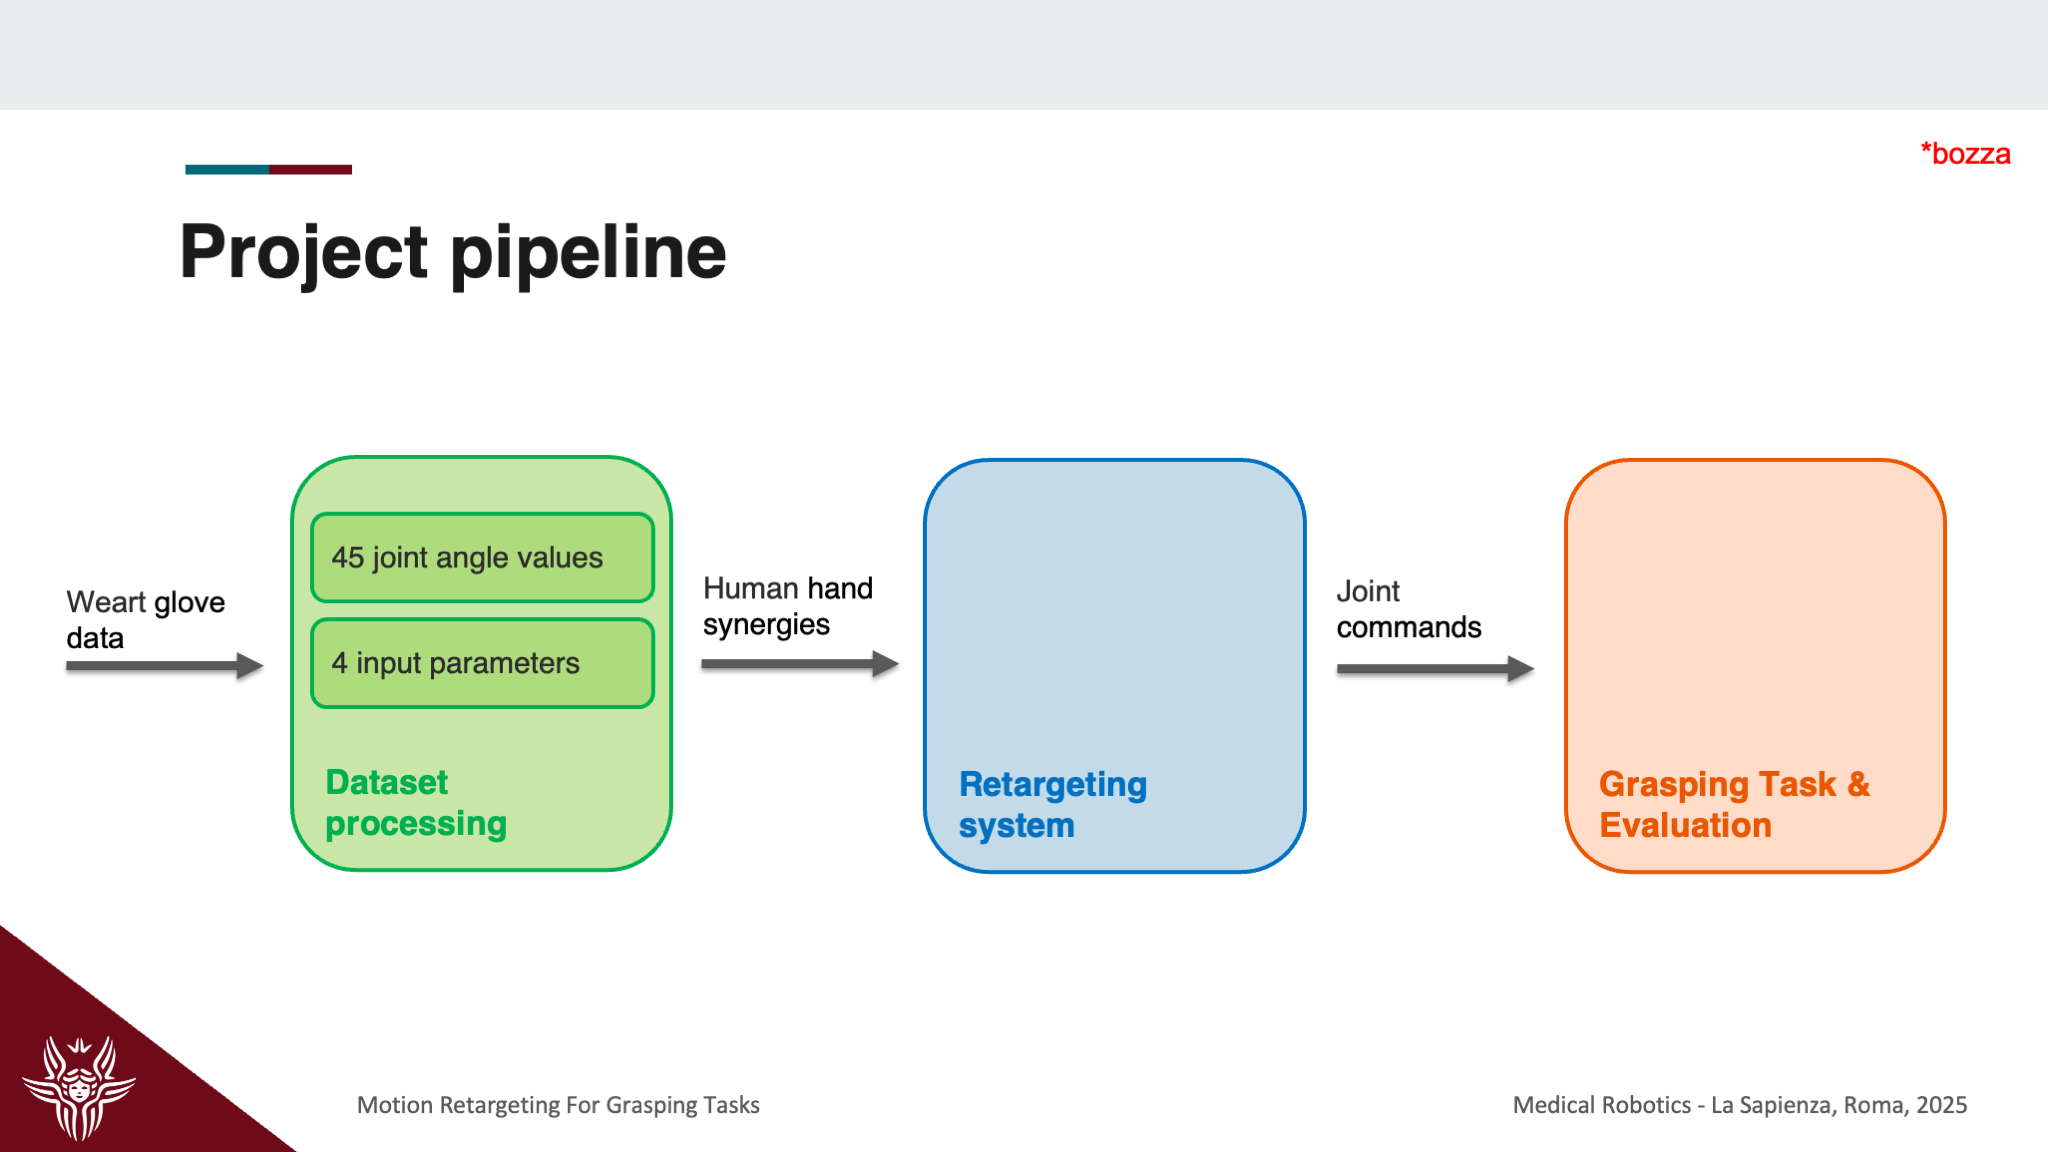 *bozza
Project pipeline
Weart glove
data
45 joint angle values
4 input parameters
Dataset
processing
Human hand
synergies
Retargeting
system
Joint
commands
Grasping Task &
Evaluation
Motion Retargeting For Grasping Tasks
Medical Robotics - La Sapienza, Roma, 2025